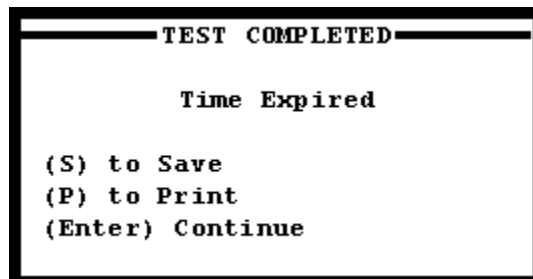 TEST COMPLETED
Time Expired
(S) to Save
(P) to Print
(Enter) Continue